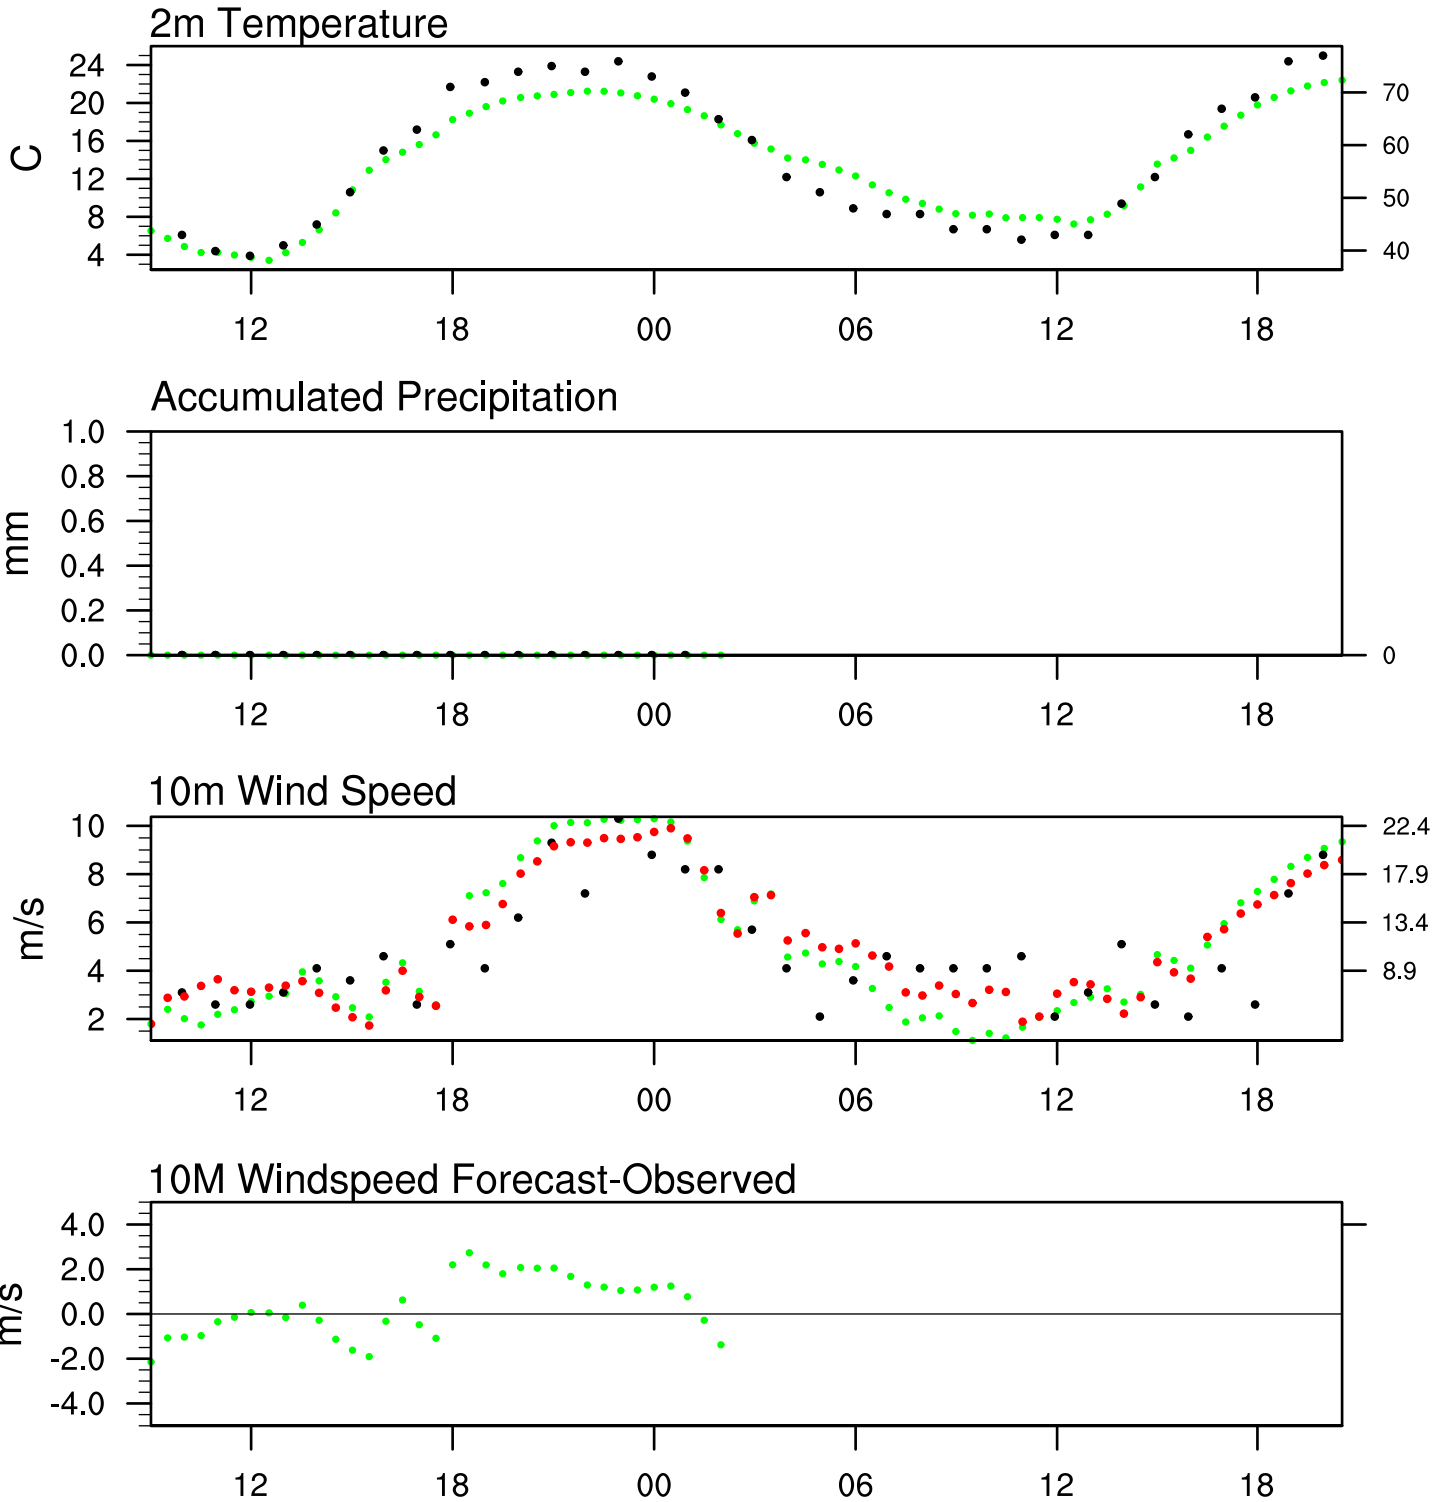 2m Temperature
24
20
16
12
8
4
C
70
60
50
40
12 18 00 06 12 18
Accumulated Precipitation
1.0
0.8
0.6
0.4
0.2
0.0
mm
0
12 18 00 06 12 18
10m Wind Speed
10
8
6
4
2
m/s
22.4
17.9
13.4
8.9
12 18 00 06 12 18
10M Windspeed Forecast-Observed
4.0
2.0
0.0
-2.0
-4.0
m/s
12 18 00 06 12 18